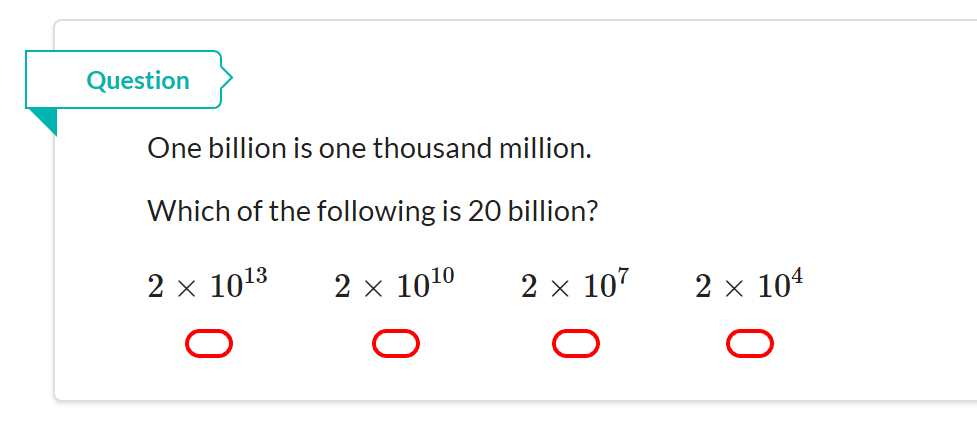 Question
One billion is one thousand million.
Which of the following is 20 billion?
2 × 10¹³ 2 × 10¹⁰ 2 × 10⁷ 2 × 10⁴